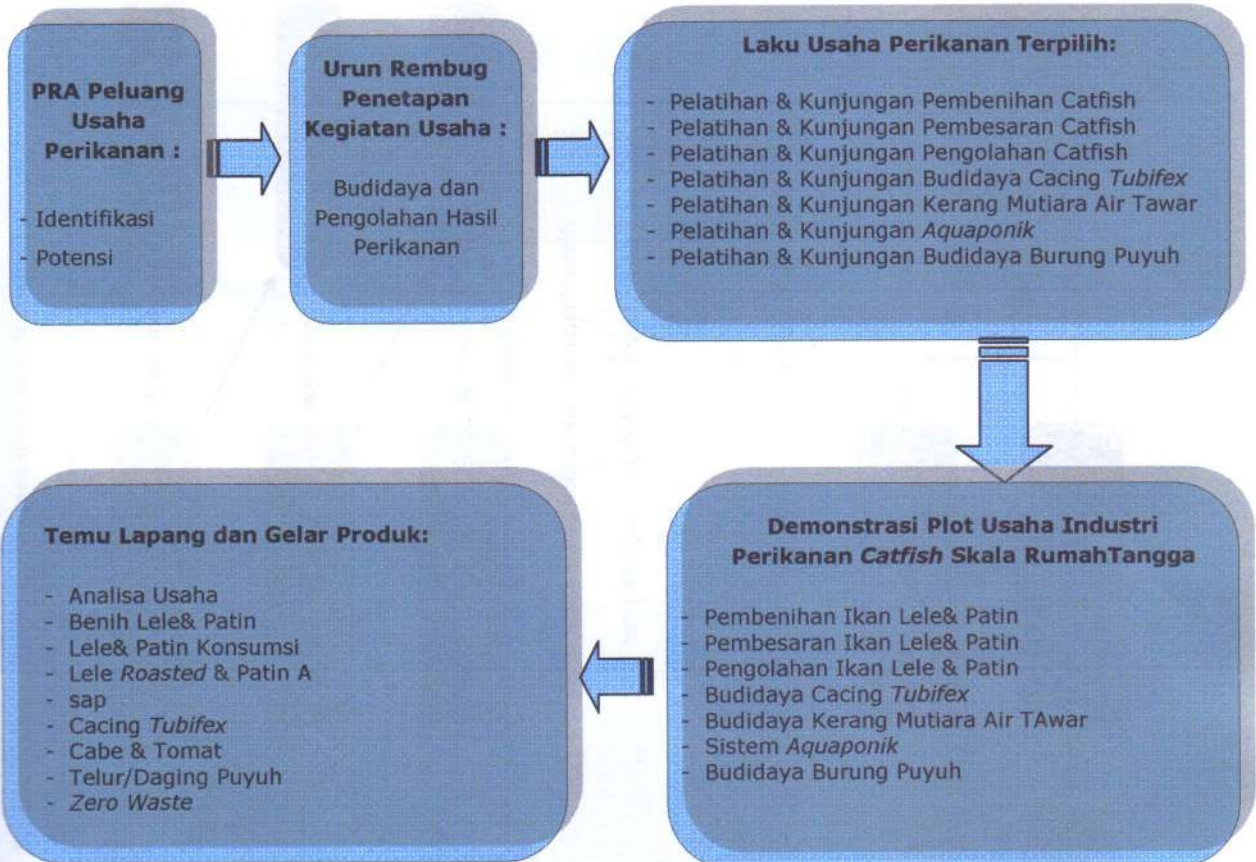 PRA Peluang
Usaha
Perikanan :
- Identifikasi
- Potensi
Urun Rembug
Penetapan
Kegiatan Usaha :
Budidaya dan
Pengolahan Hasil
Perikanan
Laku Usaha Perikanan Terpilih:
- Pelatihan & Kunjungan Pembenihan Catfish
- Pelatihan & Kunjungan Pembesaran Catfish
- Pelatihan & Kunjungan Pengolahan Catfish
- Pelatihan & Kunjungan Budidaya Cacing Tubifex
- Pelatihan & Kunjungan Kerang Mutiara Air Tawar
- Pelatihan & Kunjungan Aquaponik
- Pelatihan & Kunjungan Budidaya Burung Puyuh
Demonstrasi Plot Usaha Industri
Perikanan Catfish Skala RumahTangga
- Pembenihan Ikan Lele& Patin
- Pembesaran Ikan Lele& Patin
- Pengolahan Ikan Lele & Patin
- Budidaya Cacing Tubifex
- Budidaya Kerang Mutiara Air TAwar
- Sistem Aquaponik
- Budidaya Burung Puyuh
Temu Lapang dan Gelar Produk:
- Analisa Usaha
- Benih Lele& Patin
- Lele& Patin Konsumsi
- Lele Roasted & Patin A
- sap
- Cacing Tubifex
- Cabe & Tomat
- Telur/Daging Puyuh
- Zero Waste